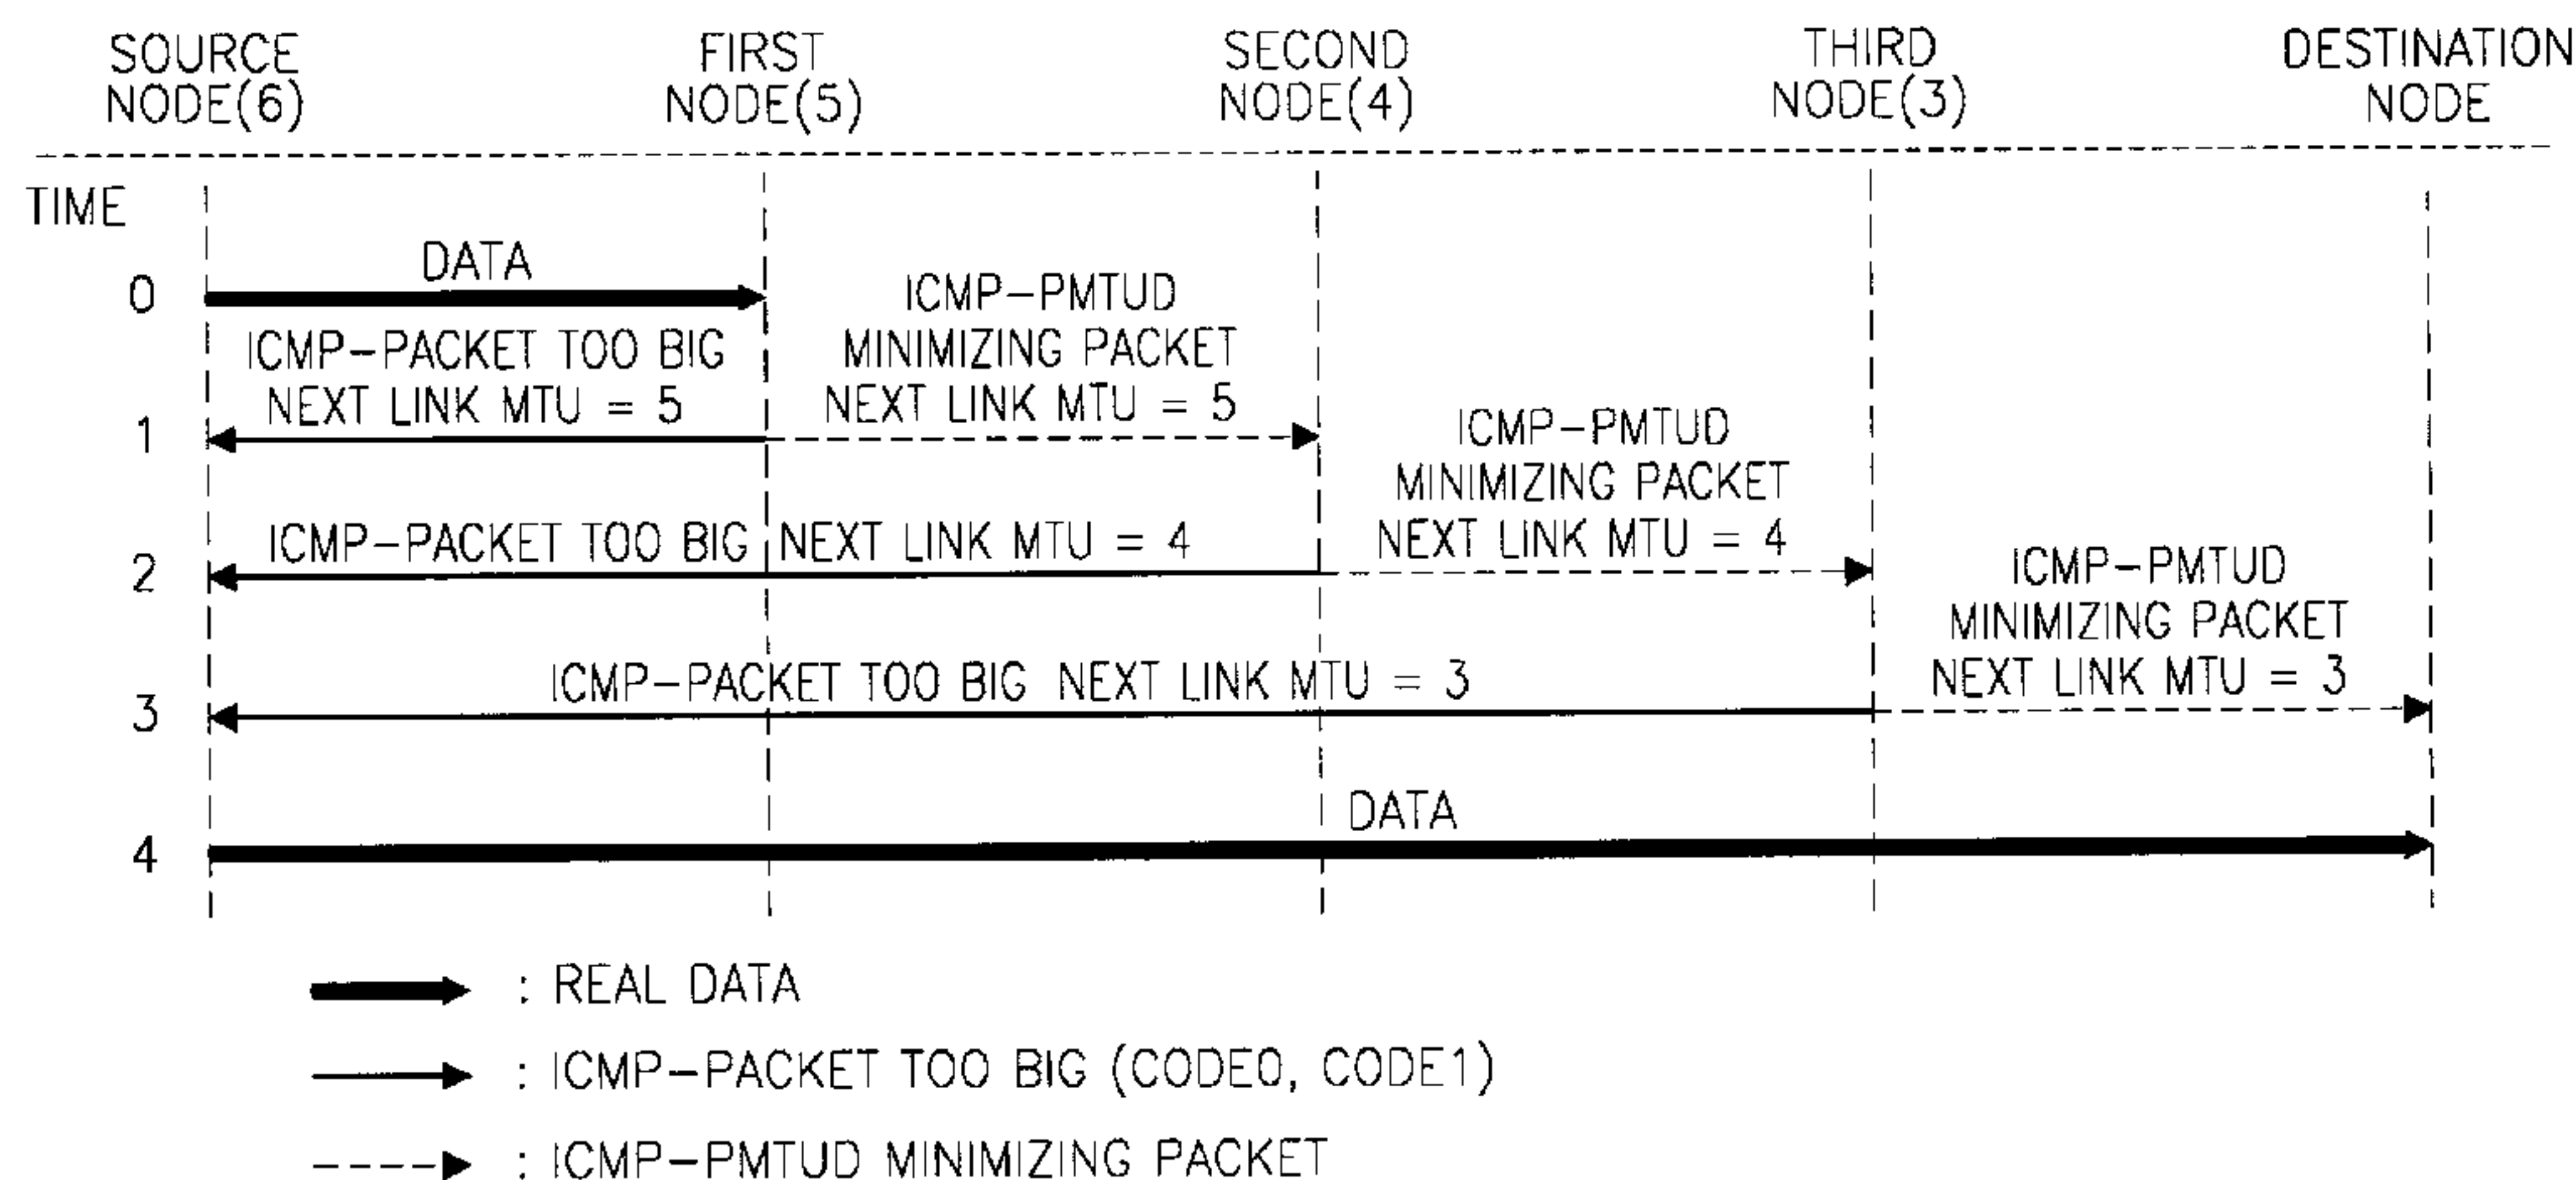 SOURCE
NODE(6)
FIRST
NODE(5)
SECOND
NODE(4)
THIRD
NODE(3)
DESTINATION
NODE
TIME
0
DATA
ICMP-PACKET TOO BIG
NEXT LINK MTU = 5
ICMP-PMTUD
MINIMIZING PACKET
NEXT LINK MTU = 5
1
ICMP-PMTUD
MINIMIZING PACKET
NEXT LINK MTU = 4
ICMP-PACKET TOO BIG NEXT LINK MTU = 4
2
ICMP-PMTUD
MINIMIZING PACKET
NEXT LINK MTU = 3
ICMP-PACKET TOO BIG NEXT LINK MTU = 3
3
DATA
4
: REAL DATA
: ICMP-PACKET TOO BIG (CODE0, CODE1)
: ICMP-PMTUD MINIMIZING PACKET